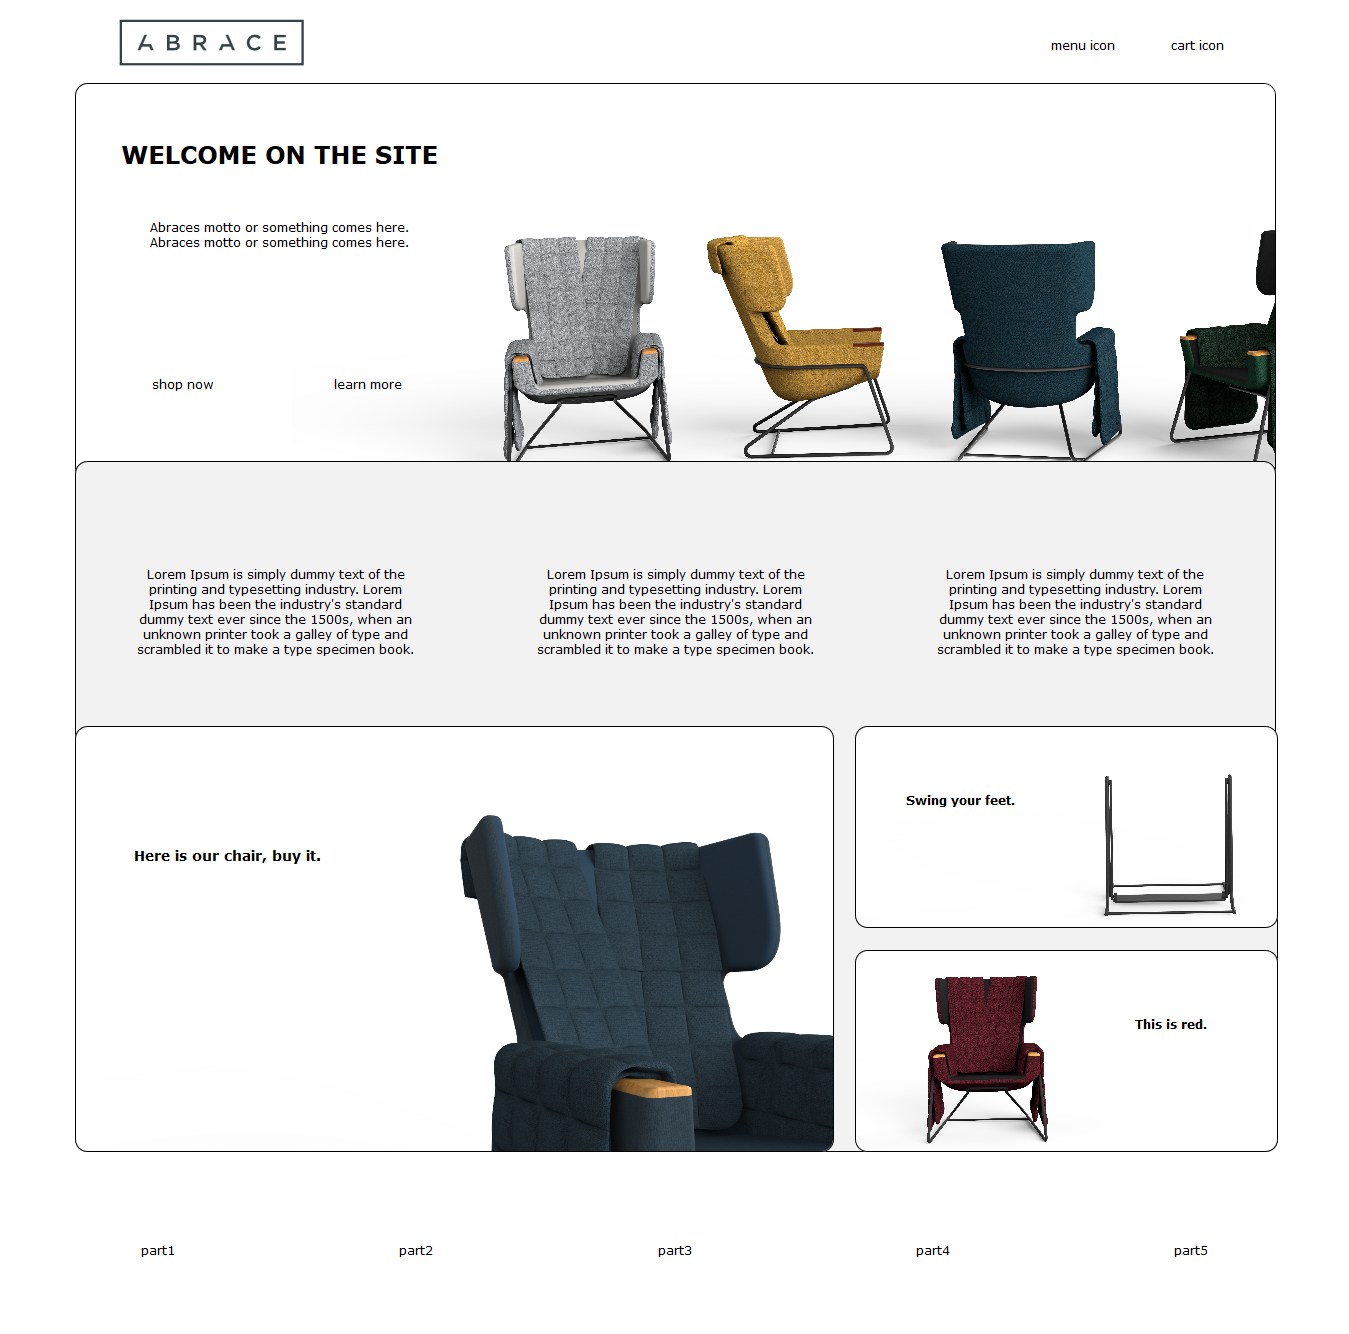 ABRACE
menu icon
cart icon
WELCOME ON THE SITE
Abraces motto or something comes here.
Abraces motto or something comes here.
shop now
learn more
Lorem Ipsum is simply dummy text of the
printing and typesetting industry. Lorem
Ipsum has been the industry's standard
dummy text ever since the 1500s, when an
unknown printer took a galley of type and
scrambled it to make a type specimen book.
Lorem Ipsum is simply dummy text of the
printing and typesetting industry. Lorem
Ipsum has been the industry's standard
dummy text ever since the 1500s, when an
unknown printer took a galley of type and
scrambled it to make a type specimen book.
Lorem Ipsum is simply dummy text of the
printing and typesetting industry. Lorem
Ipsum has been the industry's standard
dummy text ever since the 1500s, when an
unknown printer took a galley of type and
scrambled it to make a type specimen book.
Here is our chair, buy it.
Swing your feet.
This is red.
part1
part2
part3
part4
part5